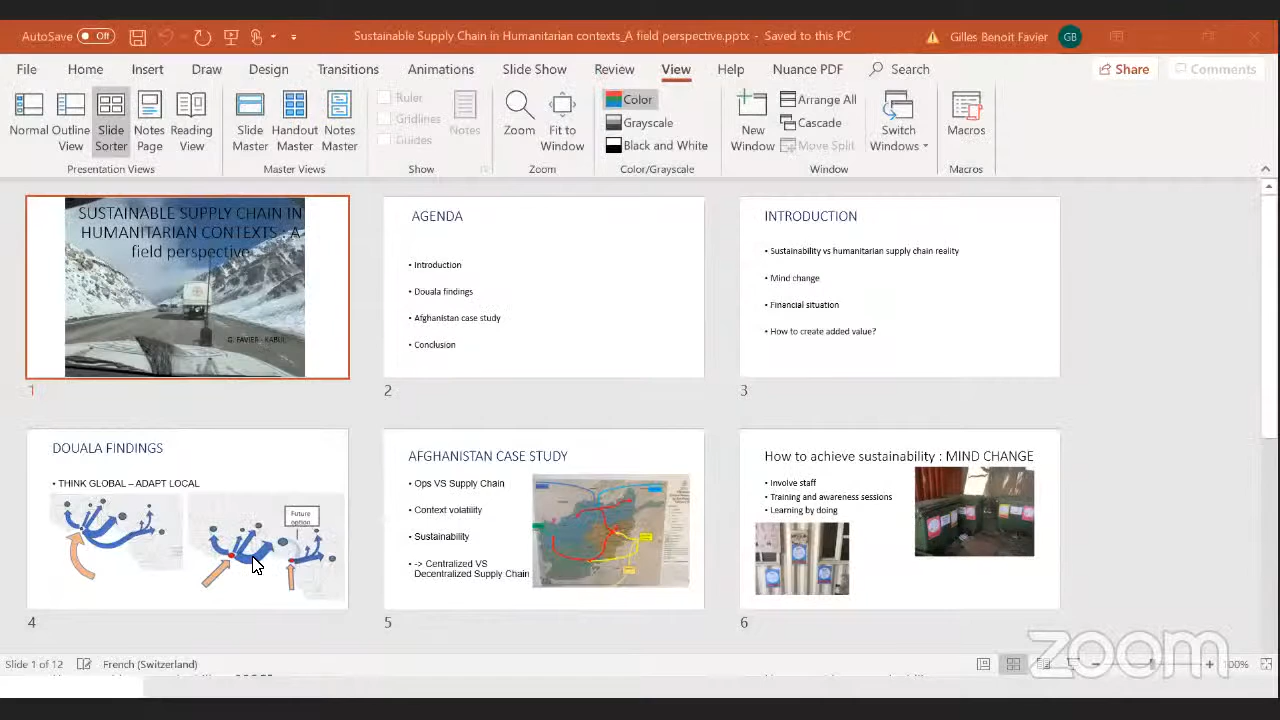 AutoSave Off
Sustainable Supply Chain in Humanitarian contexts_A field perspective.pptx - Saved to this PC
Gilles Benoit Favier GB
File Home Insert Draw Design Transitions Animations Slide Show Review View Help Nuance PDF Search Share Comments
Normal Outline View Slide Sorter Notes Page Reading View
Presentation Views
Slide Master Handout Master Notes Master
Master Views
Ruler
Gridlines
Guides
Notes
Show
Zoom Fit to Window
Zoom
Color
Grayscale
Black and White
Color/Grayscale
New Window
Arrange All
Cascade
Move Split
Switch Windows
Window
Macros
Macros
SUSTAINABLE SUPPLY CHAIN IN
HUMANITARIAN CONTEXTS : A
field perspective
G. FAVIER - KABUL
1
AGENDA
• Introduction
• Douala findings
• Afghanistan case study
• Conclusion
2
INTRODUCTION
• Sustainability vs humanitarian supply chain reality
• Mind change
• Financial situation
• How to create added value?
3
DOUALA FINDINGS
• THINK GLOBAL – ADAPT LOCAL
Future
option
4
AFGHANISTAN CASE STUDY
• Ops VS Supply Chain
• Context volatility
• Sustainability
• -> Centralized VS
Decentralized Supply Chain
5
How to achieve sustainability : MIND CHANGE
• Involve staff
• Training and awareness sessions
• Learning by doing
6
Slide 1 of 12 French (Switzerland)
100%
zoom